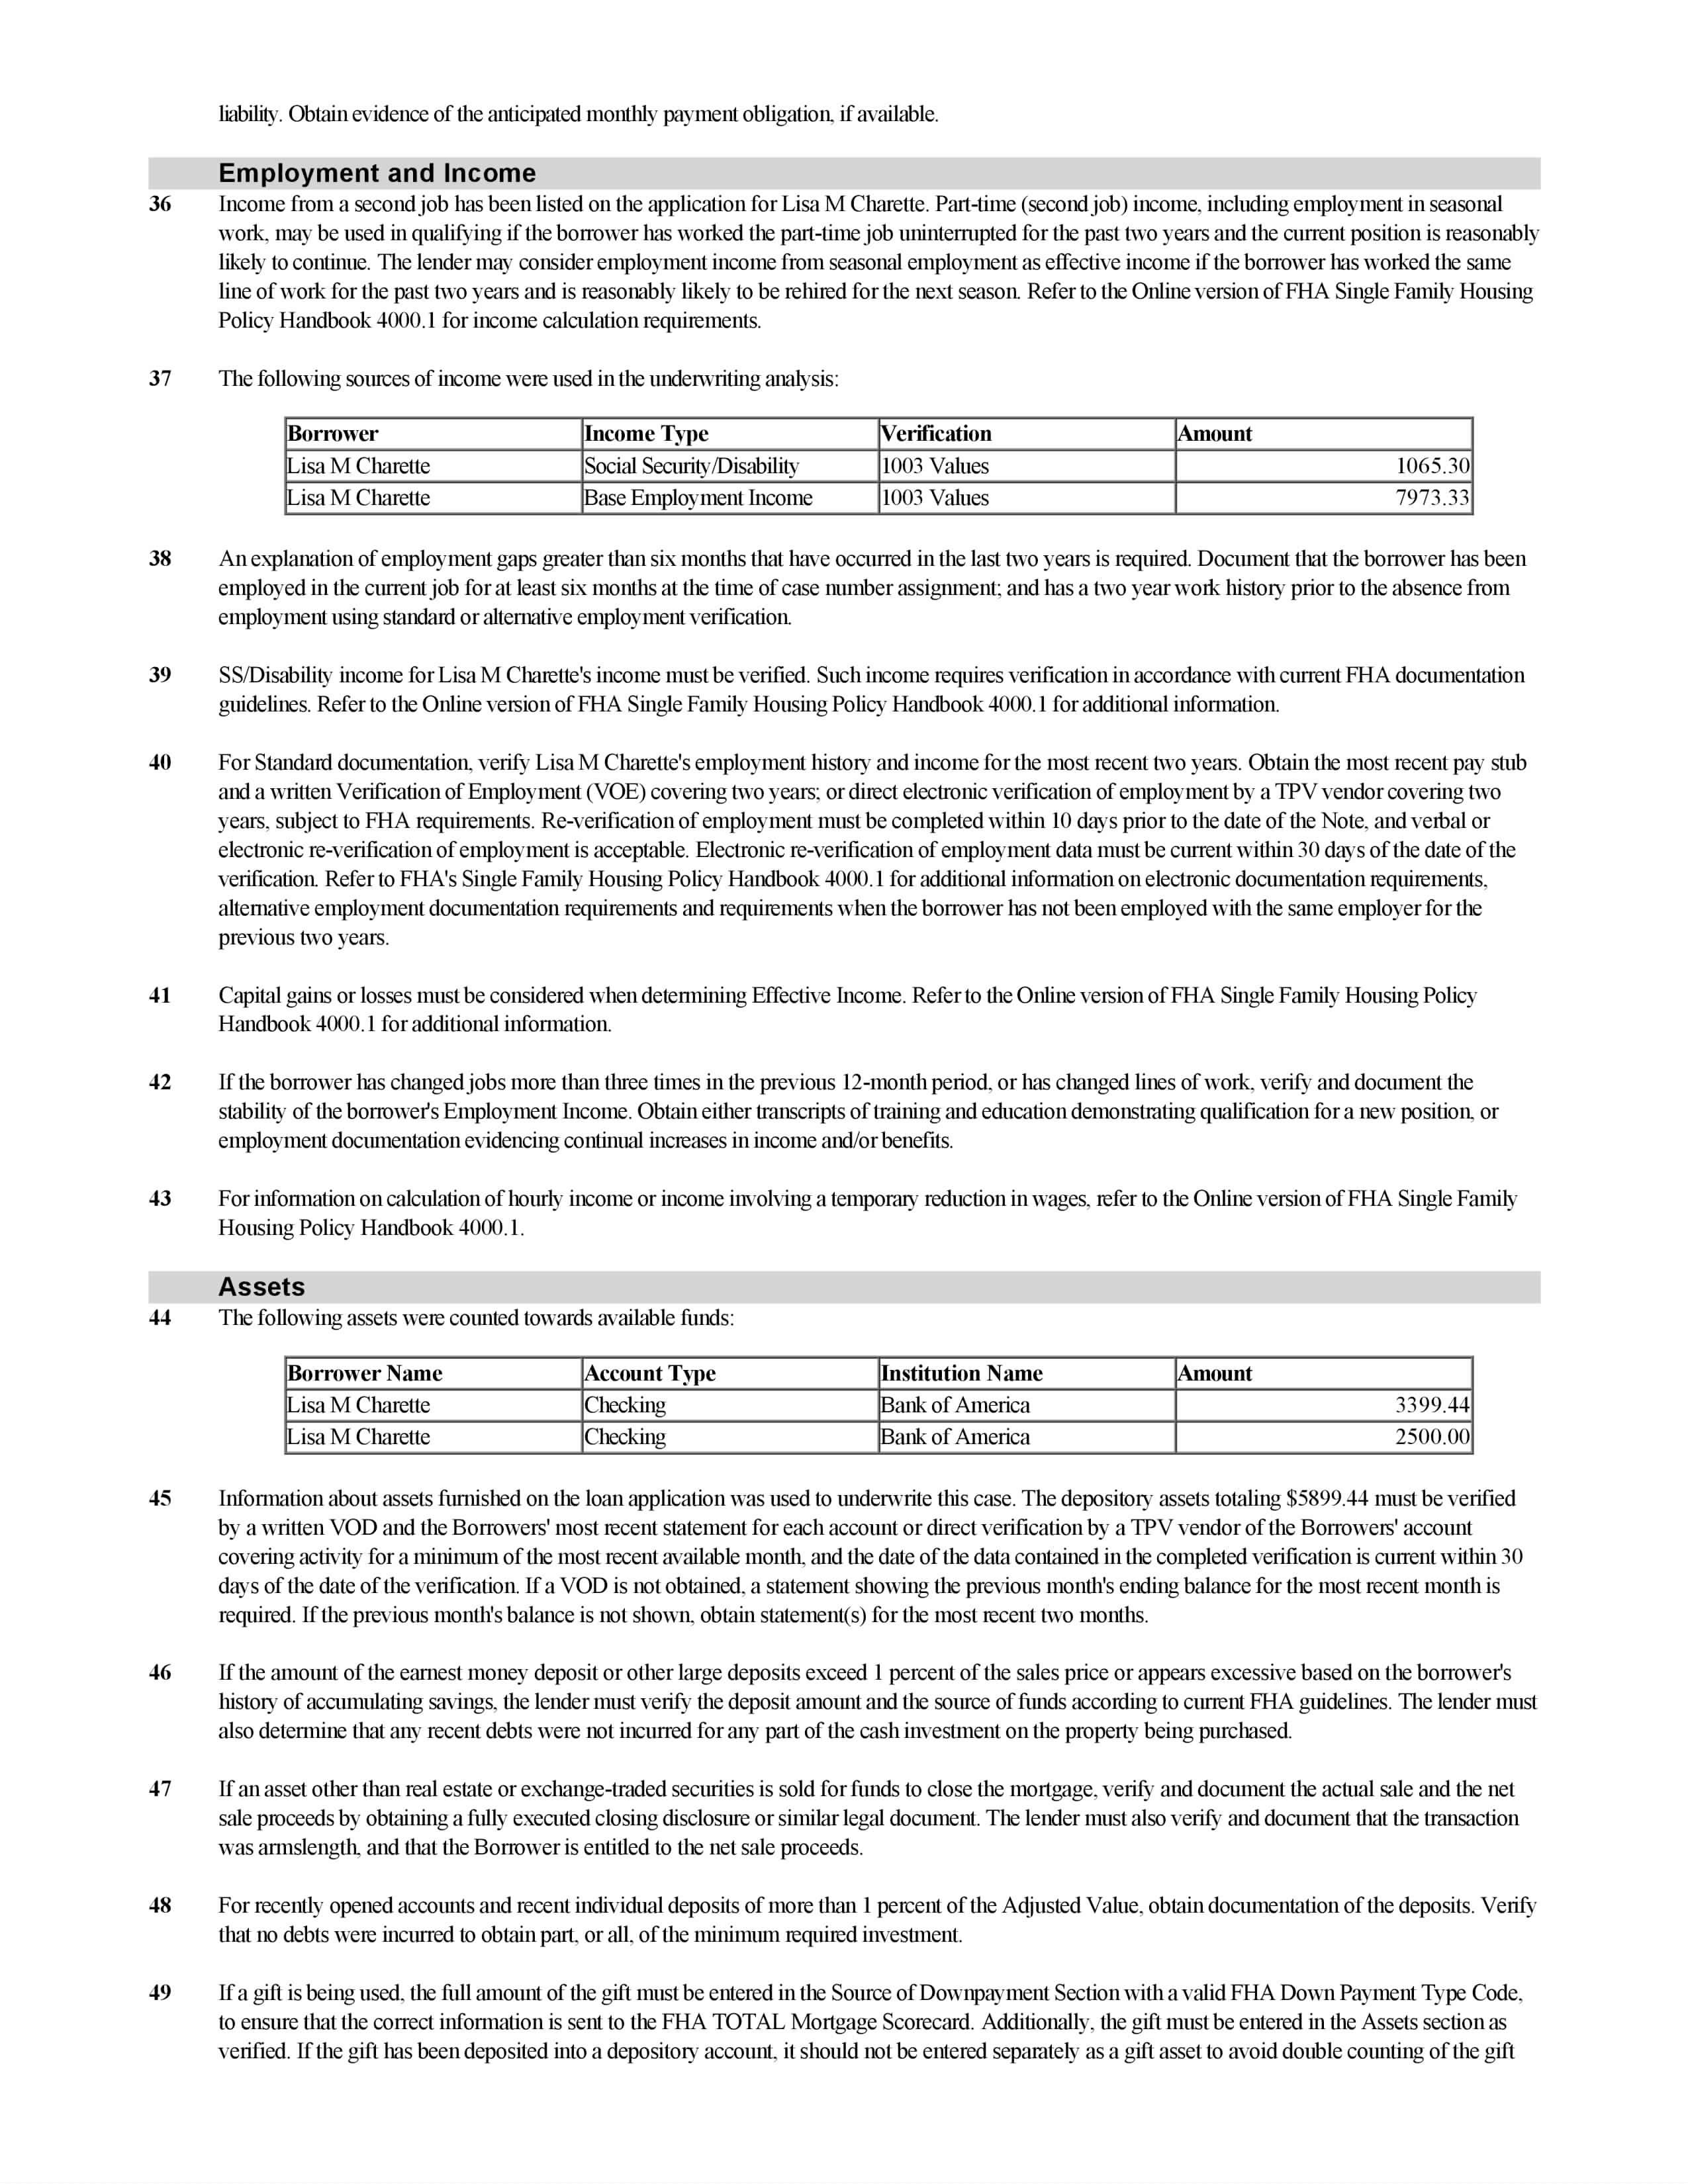 liability. Obtain evidence of the anticipated monthly payment obligation, if available.
Employment and Income
36 Income from a second job has been listed on the application for Lisa M Charette. Part-time (second job) income, including employment in seasonal
work, may be used in qualifying if the borrower has worked the part-time job uninterrupted for the past two years and the current position is reasonably
likely to continue. The lender may consider employment income from seasonal employment as effective income if the borrower has worked the same
line of work for the past two years and is reasonably likely to be rehired for the next season. Refer to the Online version of FHA Single Family Housing
Policy Handbook 4000.1 for income calculation requirements.
37 The following sources of income were used in the underwriting analysis:
Borrower Income Type Verification Amount
Lisa M Charette Social Security/Disability 1003 Values 1065.30
Lisa M Charette Base Employment Income 1003 Values 7973.33
38 An explanation of employment gaps greater than six months that have occurred in the last two years is required. Document that the borrower has been
employed in the current job for at least six months at the time of case number assignment; and has a two year work history prior to the absence from
employment using standard or alternative employment verification.
39 SS/Disability income for Lisa M Charette's income must be verified. Such income requires verification in accordance with current FHA documentation
guidelines. Refer to the Online version of FHA Single Family Housing Policy Handbook 4000.1 for additional information.
40 For Standard documentation, verify Lisa M Charette's employment history and income for the most recent two years. Obtain the most recent pay stub
and a written Verification of Employment (VOE) covering two years; or direct electronic verification of employment by a TPV vendor covering two
years, subject to FHA requirements. Re-verification of employment must be completed within 10 days prior to the date of the Note, and verbal or
electronic re-verification of employment is acceptable. Electronic re-verification of employment data must be current within 30 days of the date of the
verification. Refer to FHA's Single Family Housing Policy Handbook 4000.1 for additional information on electronic documentation requirements,
alternative employment documentation requirements and requirements when the borrower has not been employed with the same employer for the
previous two years.
41 Capital gains or losses must be considered when determining Effective Income. Refer to the Online version of FHA Single Family Housing Policy
Handbook 4000.1 for additional information.
42 If the borrower has changed jobs more than three times in the previous 12-month period, or has changed lines of work, verify and document the
stability of the borrower's Employment Income. Obtain either transcripts of training and education demonstrating qualification for a new position, or
employment documentation evidencing continual increases in income and/or benefits.
43 For information on calculation of hourly income or income involving a temporary reduction in wages, refer to the Online version of FHA Single Family
Housing Policy Handbook 4000.1.
Assets
44 The following assets were counted towards available funds:
Borrower Name Account Type Institution Name Amount
Lisa M Charette Checking Bank of America 3399.44
Lisa M Charette Checking Bank of America 2500.00
45 Information about assets furnished on the loan application was used to underwrite this case. The depository assets totaling $5899.44 must be verified
by a written VOD and the Borrowers' most recent statement for each account or direct verification by a TPV vendor of the Borrowers' account
covering activity for a minimum of the most recent available month, and the date of the data contained in the completed verification is current within 30
days of the date of the verification. If a VOD is not obtained, a statement showing the previous month's ending balance for the most recent month is
required. If the previous month's balance is not shown, obtain statement(s) for the most recent two months.
46 If the amount of the earnest money deposit or other large deposits exceed 1 percent of the sales price or appears excessive based on the borrower's
history of accumulating savings, the lender must verify the deposit amount and the source of funds according to current FHA guidelines. The lender must
also determine that any recent debts were not incurred for any part of the cash investment on the property being purchased.
47 If an asset other than real estate or exchange-traded securities is sold for funds to close the mortgage, verify and document the actual sale and the net
sale proceeds by obtaining a fully executed closing disclosure or similar legal document. The lender must also verify and document that the transaction
was armslength, and that the Borrower is entitled to the net sale proceeds.
48 For recently opened accounts and recent individual deposits of more than 1 percent of the Adjusted Value, obtain documentation of the deposits. Verify
that no debts were incurred to obtain part, or all, of the minimum required investment.
49 If a gift is being used, the full amount of the gift must be entered in the Source of Downpayment Section with a valid FHA Down Payment Type Code,
to ensure that the correct information is sent to the FHA TOTAL Mortgage Scorecard. Additionally, the gift must be entered in the Assets section as
verified. If the gift has been deposited into a depository account, it should not be entered separately as a gift asset to avoid double counting of the gift